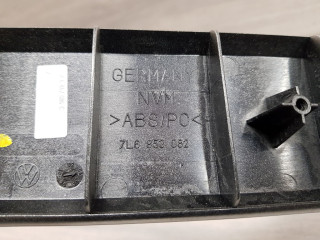 GERMANY
NVM
>ABS/PC<
7L6 853 082